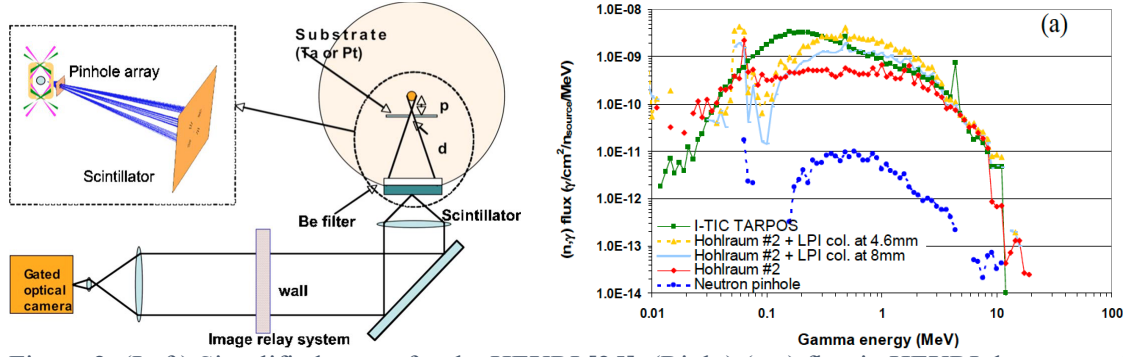 Pinhole array
Scintillator
Substrate
(Ta or Pt)
p
d
Be filter
Scintillator
Gated
optical
camera
wall
Image relay system
(a)
(n,γ) flux (γ/cm²/nsource/MeV)
1.0E-08
1.0E-09
1.0E-10
1.0E-11
1.0E-12
1.0E-13
1.0E-14
I-TIC TARPOS
Hohlraum #2 + LPI col. at 4.6mm
Hohlraum #2 + LPI col. at 8mm
Hohlraum #2
Neutron pinhole
0.01 0.1 1 10 100
Gamma energy (MeV)